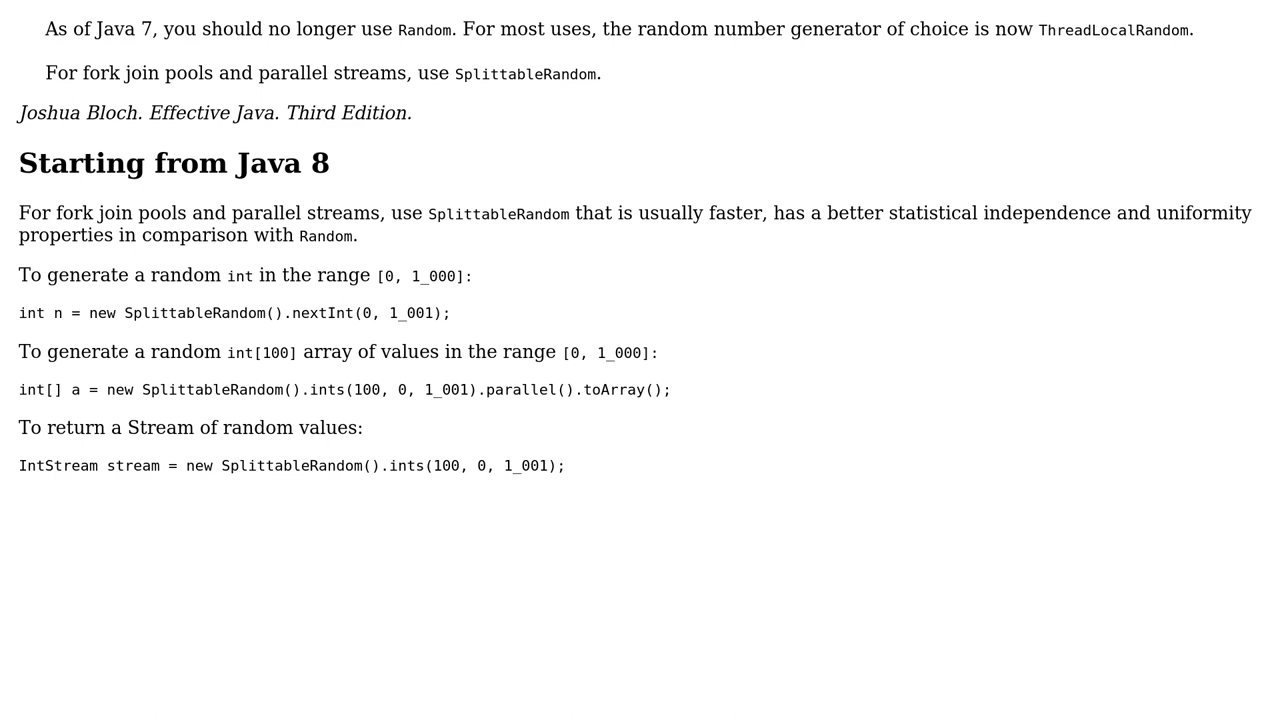 As of Java 7, you should no longer use Random. For most uses, the random number generator of choice is now ThreadLocalRandom.
For fork join pools and parallel streams, use SplittableRandom.
Joshua Bloch. Effective Java. Third Edition.
Starting from Java 8
For fork join pools and parallel streams, use SplittableRandom that is usually faster, has a better statistical independence and uniformity
properties in comparison with Random.
To generate a random int in the range [0, 1_000]:
int n = new SplittableRandom().nextInt(0, 1_001);
To generate a random int[100] array of values in the range [0, 1_000]:
int[] a = new SplittableRandom().ints(100, 0, 1_001).parallel().toArray();
To return a Stream of random values:
IntStream stream = new SplittableRandom().ints(100, 0, 1_001);